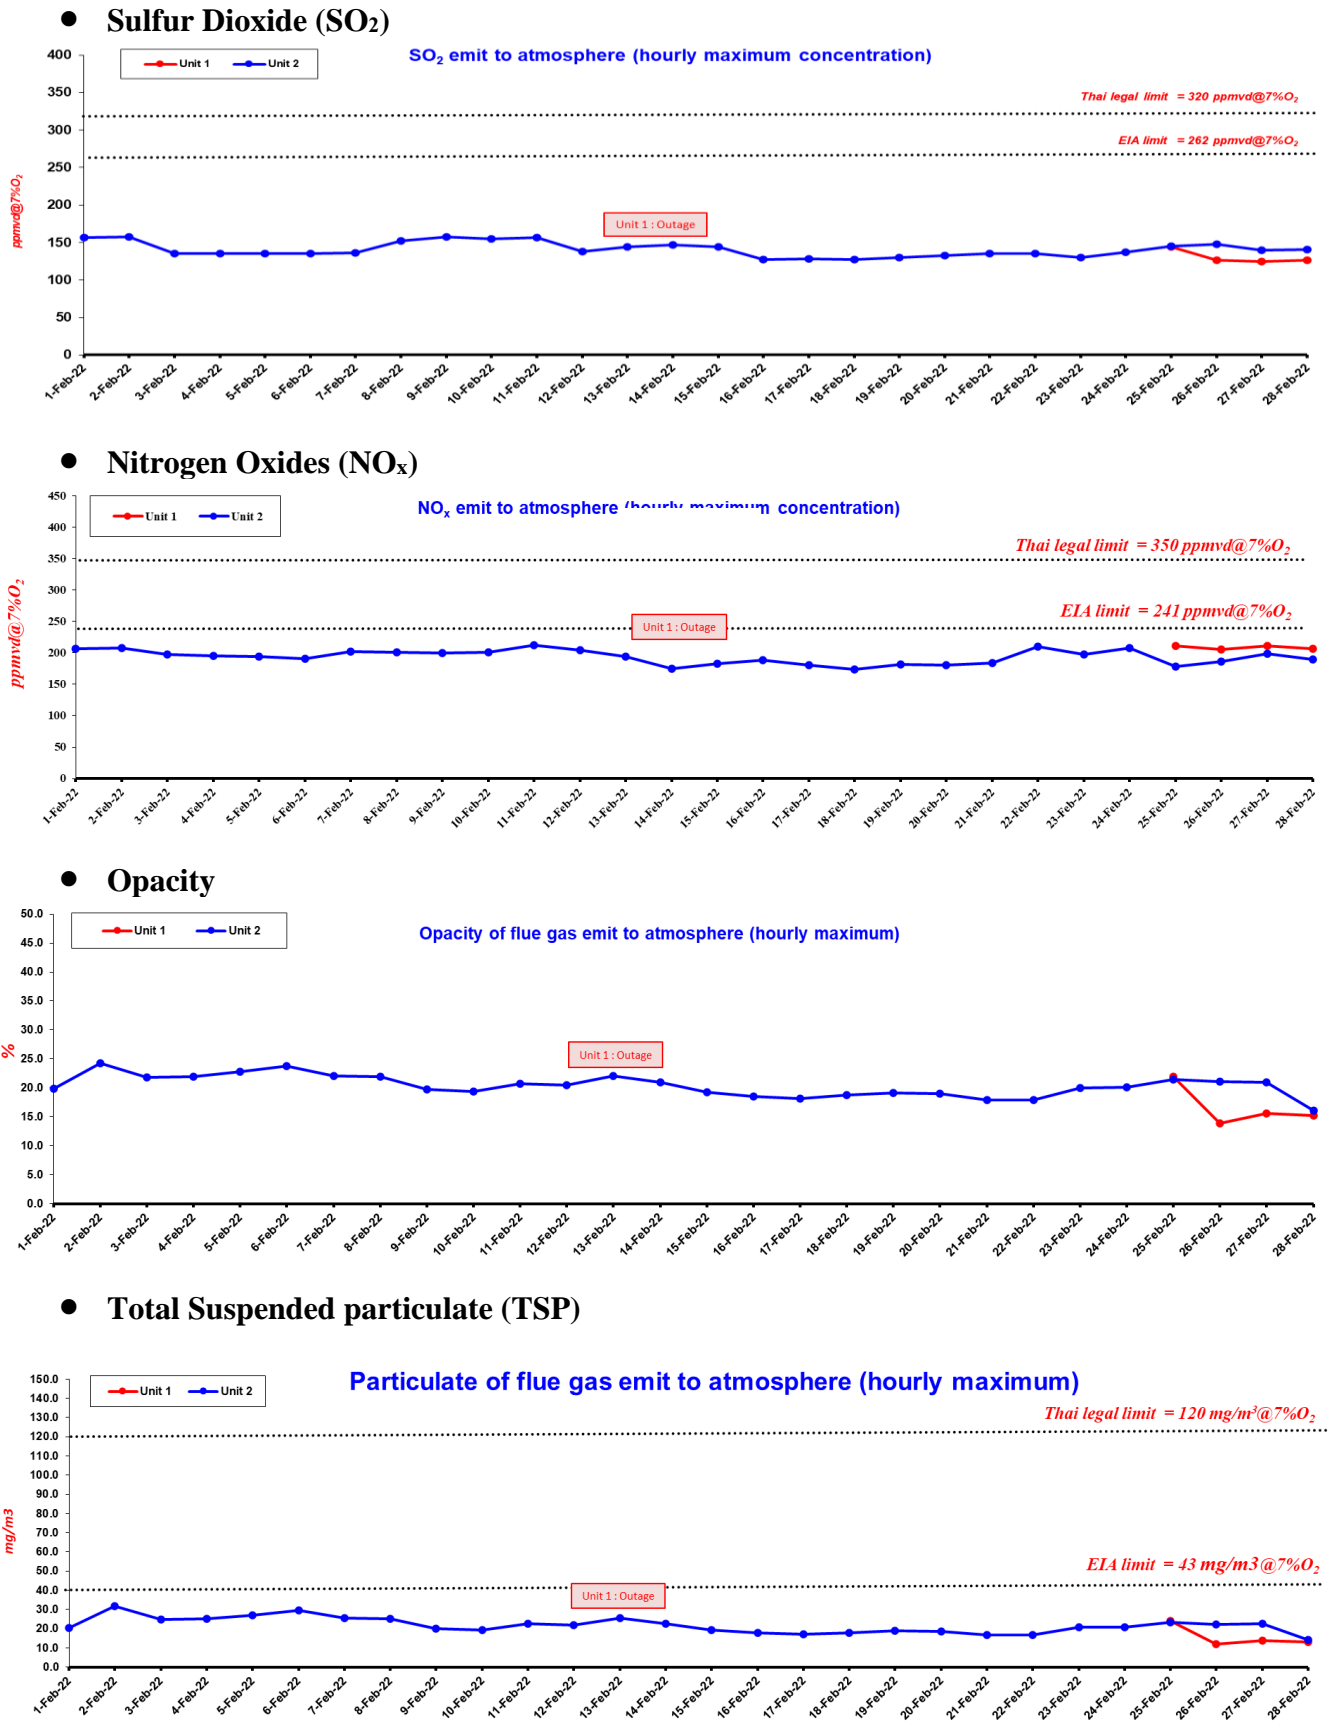 ● Sulfur Dioxide (SO₂)
SO₂ emit to atmosphere (hourly maximum concentration)
Unit 1 Unit 2
Thai legal limit = 320 ppmvd@7%O₂
EIA limit = 262 ppmvd@7%O₂
Unit 1 : Outage
ppmvd@7%O₂
400
350
300
250
200
150
100
50
0
1-Feb-22 2-Feb-22 3-Feb-22 4-Feb-22 5-Feb-22 6-Feb-22 7-Feb-22 8-Feb-22 9-Feb-22 10-Feb-22 11-Feb-22 12-Feb-22 13-Feb-22 14-Feb-22 15-Feb-22 16-Feb-22 17-Feb-22 18-Feb-22 19-Feb-22 20-Feb-22 21-Feb-22 22-Feb-22 23-Feb-22 24-Feb-22 25-Feb-22 26-Feb-22 27-Feb-22 28-Feb-22
● Nitrogen Oxides (NOₓ)
NOₓ emit to atmosphere (hourly maximum concentration)
Unit 1 Unit 2
Thai legal limit = 350 ppmvd@7%O₂
EIA limit = 241 ppmvd@7%O₂
Unit 1 : Outage
ppmvd@7%O₂
450
400
350
300
250
200
150
100
50
0
1-Feb-22 2-Feb-22 3-Feb-22 4-Feb-22 5-Feb-22 6-Feb-22 7-Feb-22 8-Feb-22 9-Feb-22 10-Feb-22 11-Feb-22 12-Feb-22 13-Feb-22 14-Feb-22 15-Feb-22 16-Feb-22 17-Feb-22 18-Feb-22 19-Feb-22 20-Feb-22 21-Feb-22 22-Feb-22 23-Feb-22 24-Feb-22 25-Feb-22 26-Feb-22 27-Feb-22 28-Feb-22
● Opacity
Opacity of flue gas emit to atmosphere (hourly maximum)
Unit 1 Unit 2
Unit 1 : Outage
%
50.0
45.0
40.0
35.0
30.0
25.0
20.0
15.0
10.0
5.0
0.0
1-Feb-22 2-Feb-22 3-Feb-22 4-Feb-22 5-Feb-22 6-Feb-22 7-Feb-22 8-Feb-22 9-Feb-22 10-Feb-22 11-Feb-22 12-Feb-22 13-Feb-22 14-Feb-22 15-Feb-22 16-Feb-22 17-Feb-22 18-Feb-22 19-Feb-22 20-Feb-22 21-Feb-22 22-Feb-22 23-Feb-22 24-Feb-22 25-Feb-22 26-Feb-22 27-Feb-22 28-Feb-22
● Total Suspended particulate (TSP)
Particulate of flue gas emit to atmosphere (hourly maximum)
Unit 1 Unit 2
Thai legal limit = 120 mg/m³@7%O₂
EIA limit = 43 mg/m3@7%O₂
Unit 1 : Outage
mg/m3
150.0
140.0
130.0
120.0
110.0
100.0
90.0
80.0
70.0
60.0
50.0
40.0
30.0
20.0
10.0
0.0
1-Feb-22 2-Feb-22 3-Feb-22 4-Feb-22 5-Feb-22 6-Feb-22 7-Feb-22 8-Feb-22 9-Feb-22 10-Feb-22 11-Feb-22 12-Feb-22 13-Feb-22 14-Feb-22 15-Feb-22 16-Feb-22 17-Feb-22 18-Feb-22 19-Feb-22 20-Feb-22 21-Feb-22 22-Feb-22 23-Feb-22 24-Feb-22 25-Feb-22 26-Feb-22 27-Feb-22 28-Feb-22